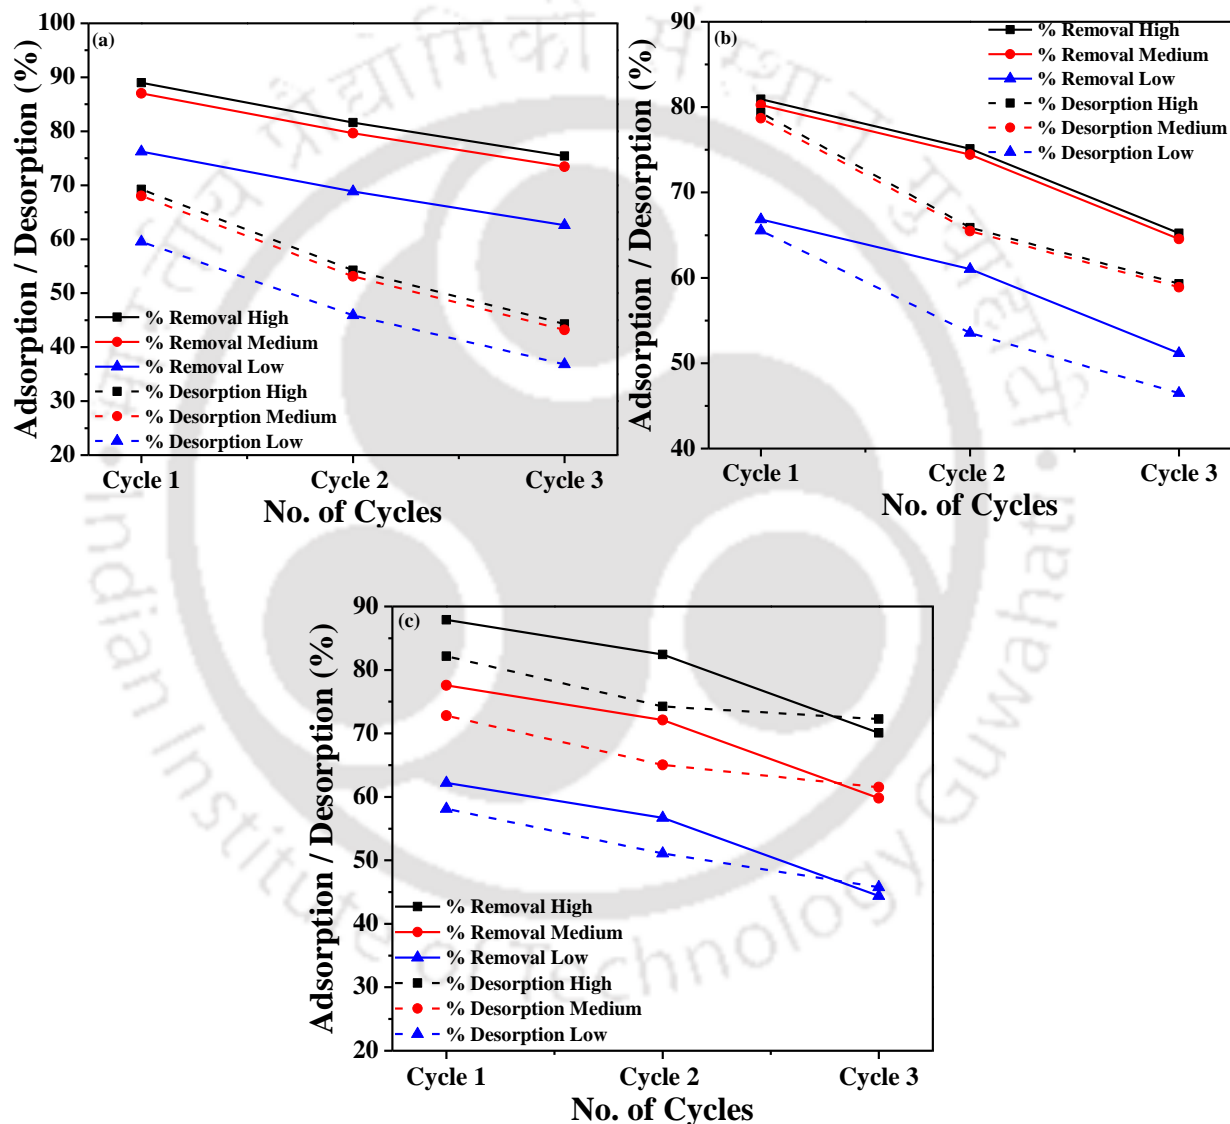 (a)
100
90
80
70
60
50
40
30
20
Adsorption / Desorption (%)
% Removal High
% Removal Medium
% Removal Low
% Desorption High
% Desorption Medium
% Desorption Low
Cycle 1
Cycle 2
Cycle 3
No. of Cycles
(b)
90
80
70
60
50
40
Adsorption / Desorption (%)
% Removal High
% Removal Medium
% Removal Low
% Desorption High
% Desorption Medium
% Desorption Low
Cycle 1
Cycle 2
Cycle 3
No. of Cycles
(c)
90
80
70
60
50
40
30
20
Adsorption / Desorption (%)
% Removal High
% Removal Medium
% Removal Low
% Desorption High
% Desorption Medium
% Desorption Low
Cycle 1
Cycle 2
Cycle 3
No. of Cycles
Indian Institute of Technology Guwahati